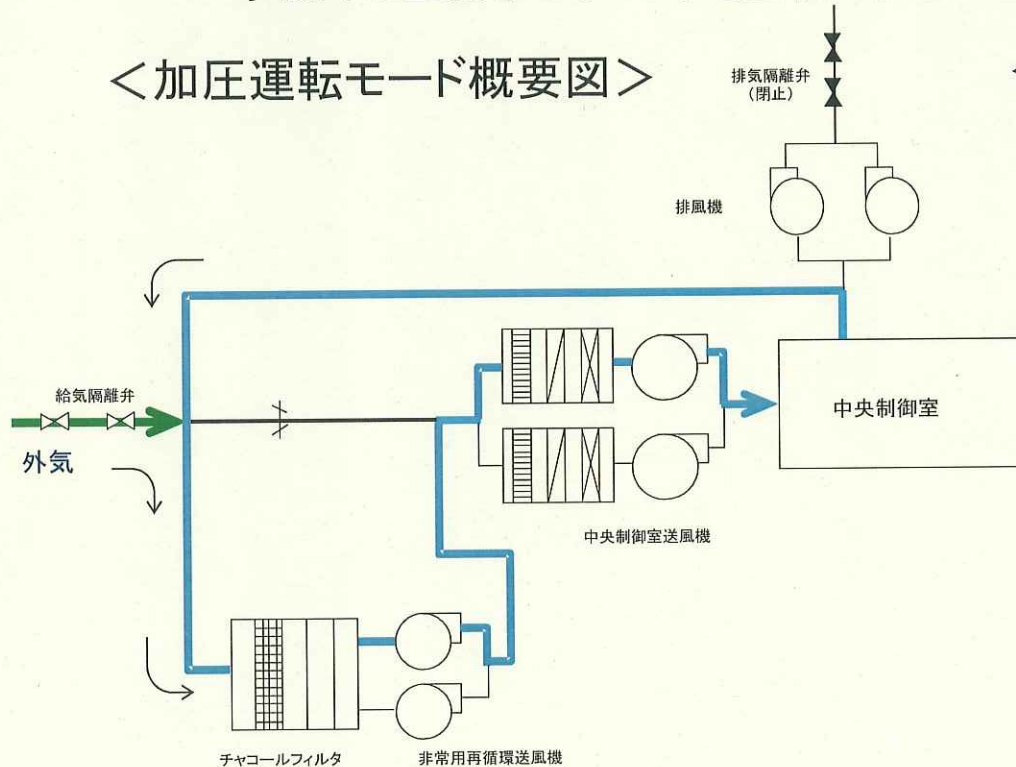 ＜加圧運転モード概要図＞
排気隔離弁
（閉止）
排風機
給気隔離弁
外気
中央制御室
中央制御室送風機
チャコールフィルタ
非常用再循環送風機